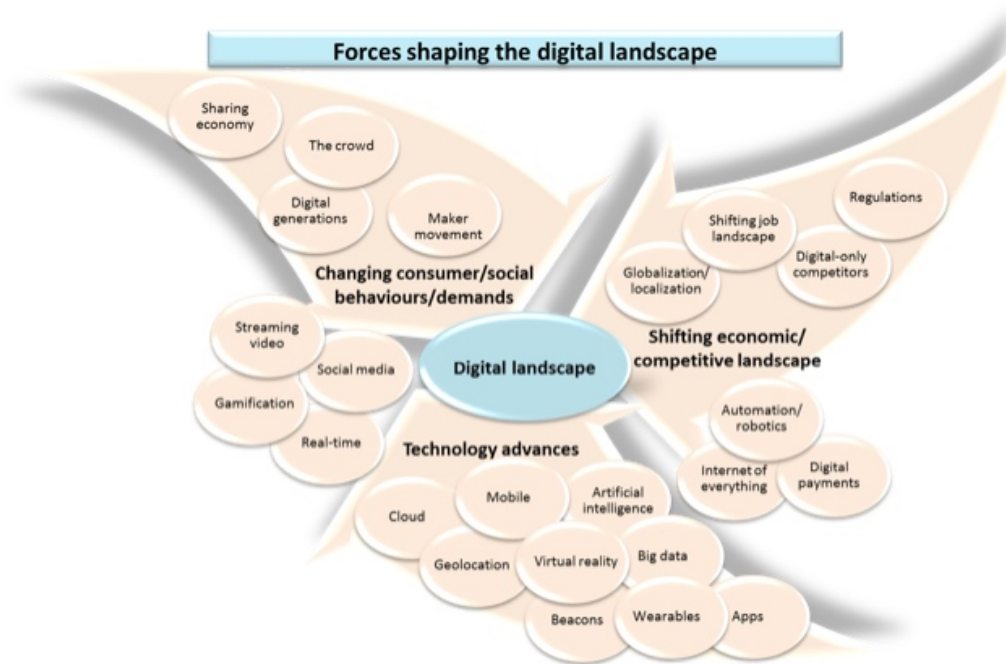 Forces shaping the digital landscape
Sharing
economy
The crowd
Digital
generations
Maker
movement
Changing consumer/social
behaviours/demands
Regulations
Shifting job
landscape
Digital-only
competitors
Globalization/
localization
Shifting economic/
competitive landscape
Streaming
video
Social media
Gamification
Real-time
Digital landscape
Automation/
robotics
Internet of
everything
Digital
payments
Technology advances
Mobile
Artificial
intelligence
Cloud
Geolocation
Virtual reality
Big data
Beacons
Wearables
Apps